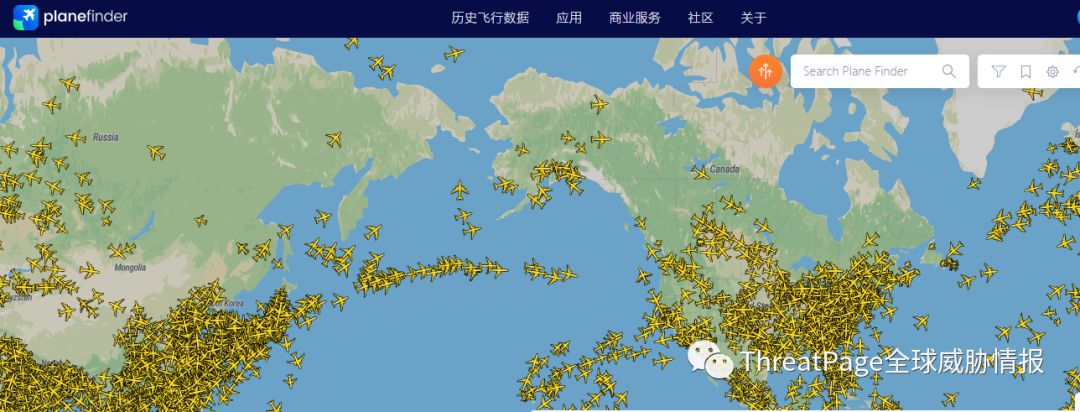 planefinder
历史飞行数据 应用 商业服务 社区 关于
Search Plane Finder
Russia
Canada
Mongolia
ThreatPage全球威胁情报